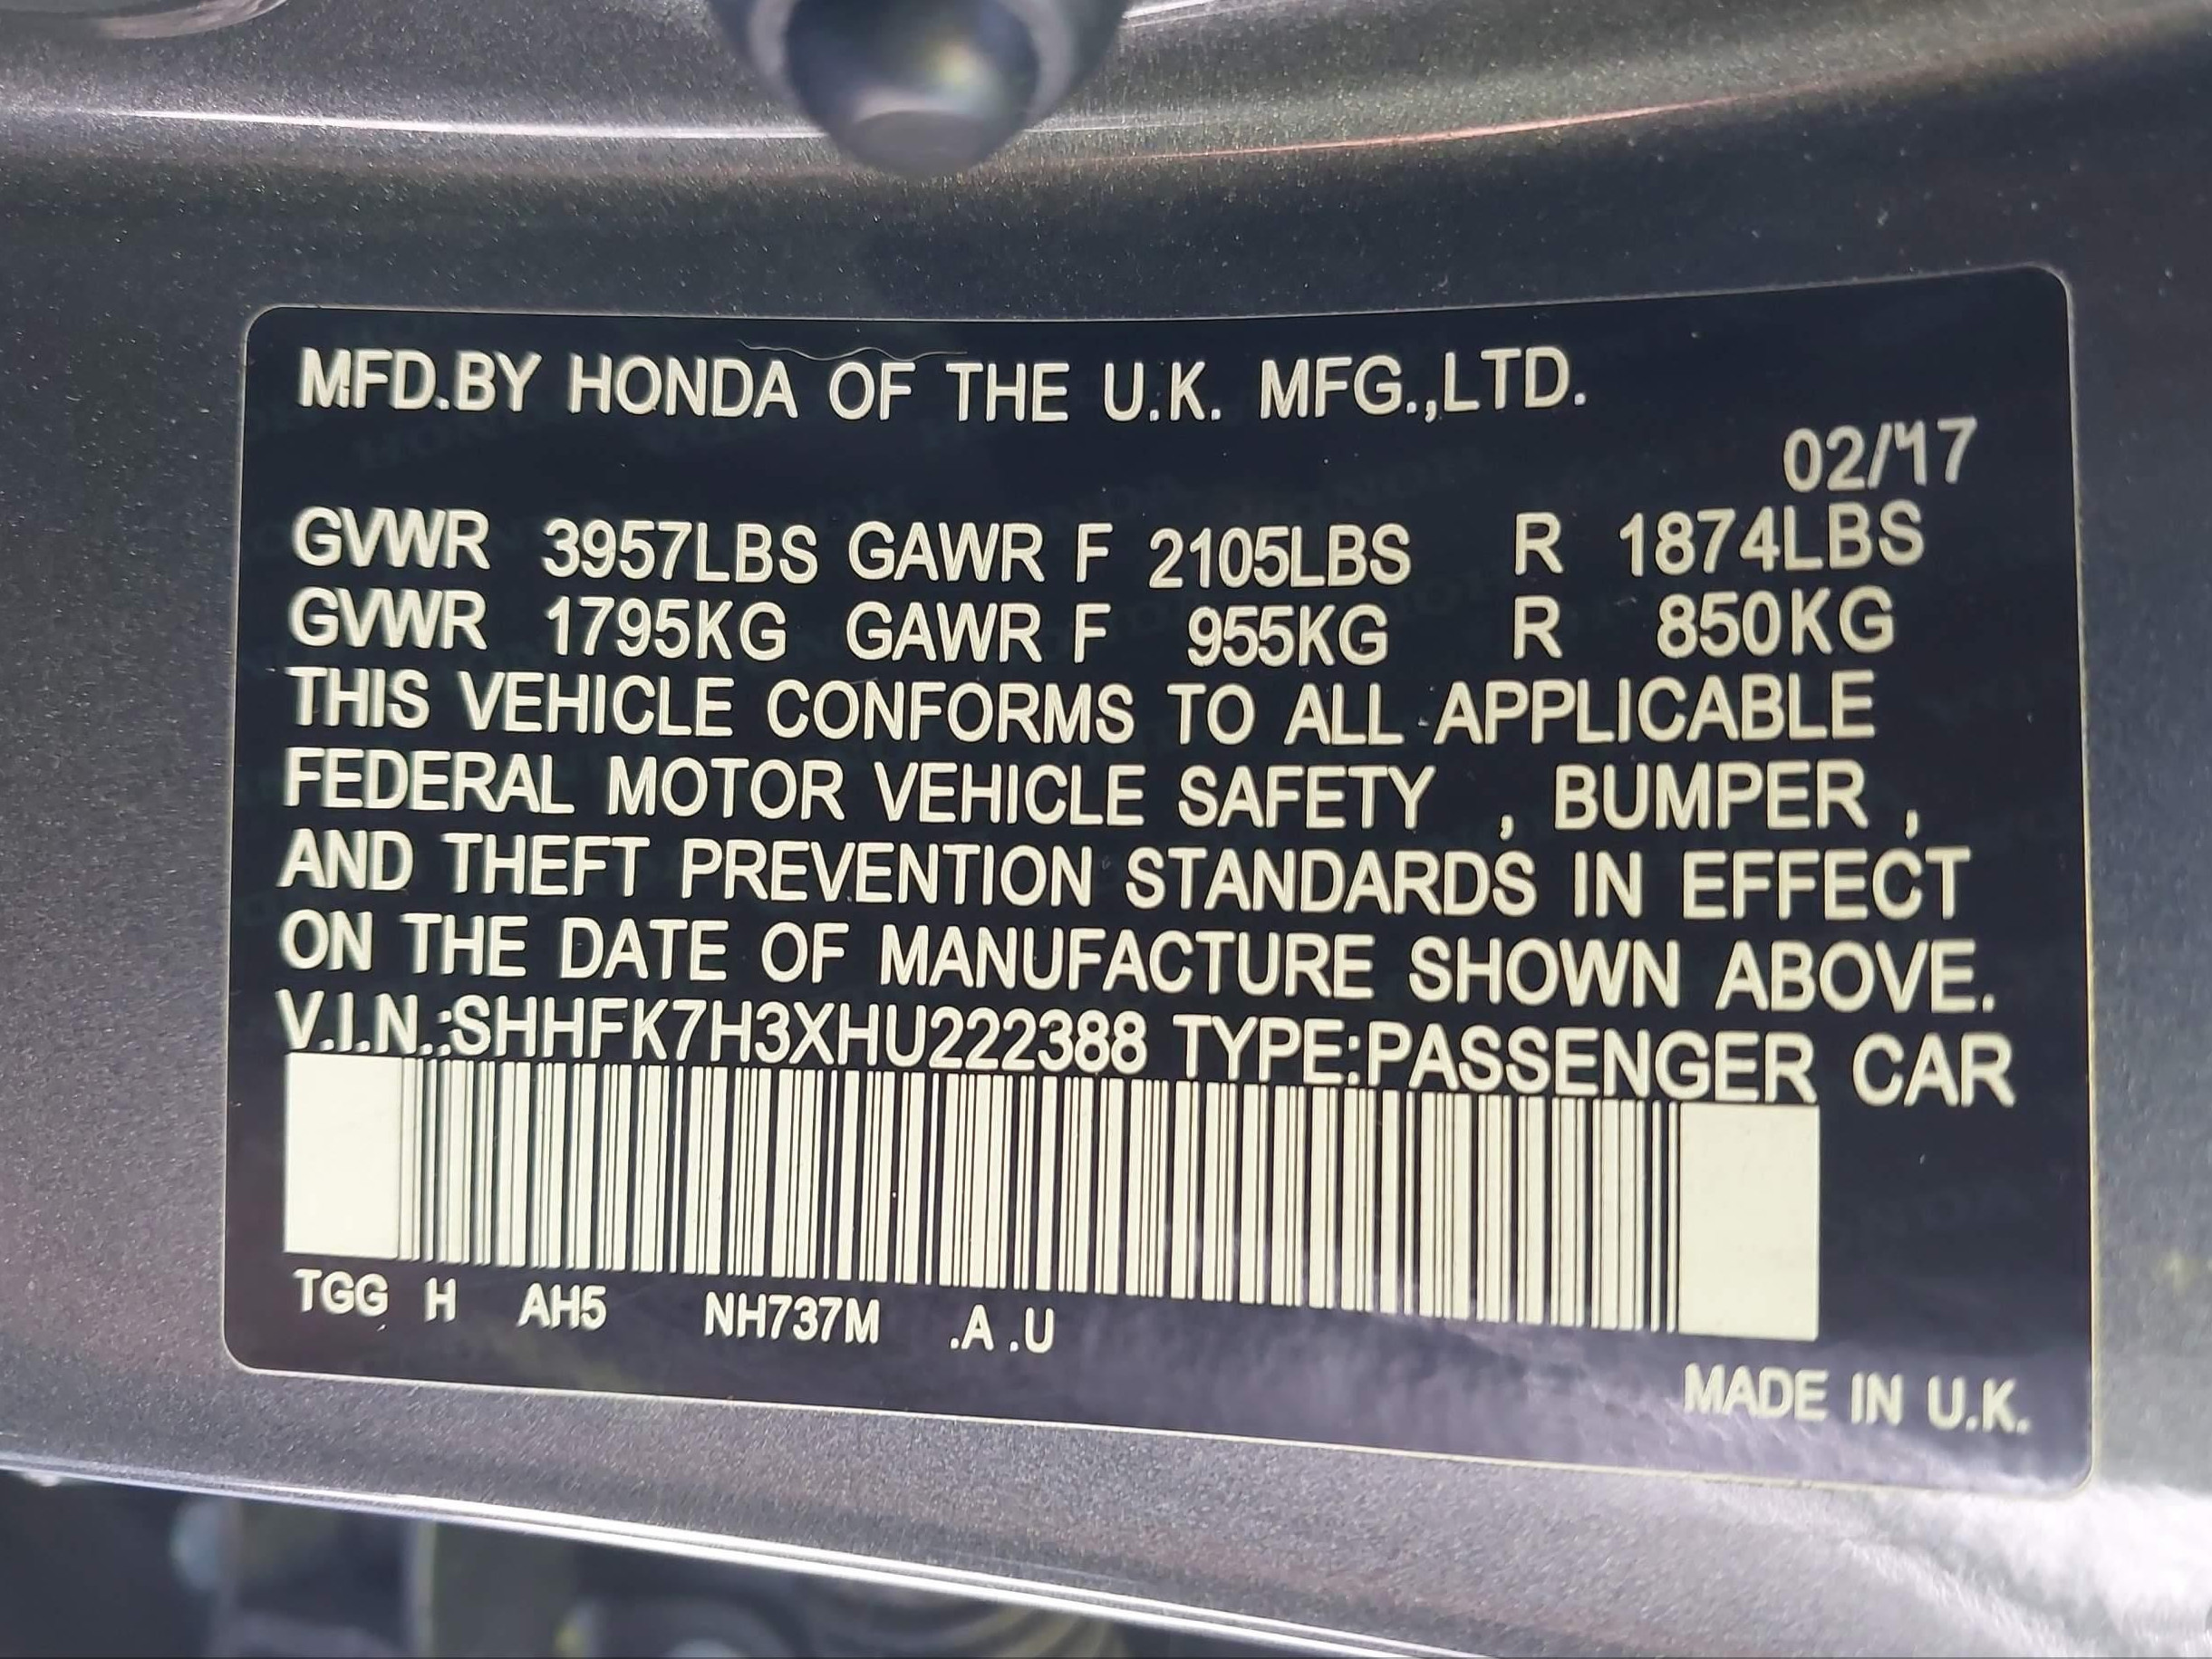 MFD.BY HONDA OF THE U.K. MFG.,LTD.
02/17
GVWR 3957LBS GAWR F 2105LBS R 1874LBS
GVWR 1795KG GAWR F 955KG R 850KG
THIS VEHICLE CONFORMS TO ALL APPLICABLE
FEDERAL MOTOR VEHICLE SAFETY , BUMPER ,
AND THEFT PREVENTION STANDARDS IN EFFECT
ON THE DATE OF MANUFACTURE SHOWN ABOVE.
V.I.N.:SHHFK7H3XHU222388 TYPE:PASSENGER CAR
TGG H AH5 NH737M .A .U
MADE IN U.K.